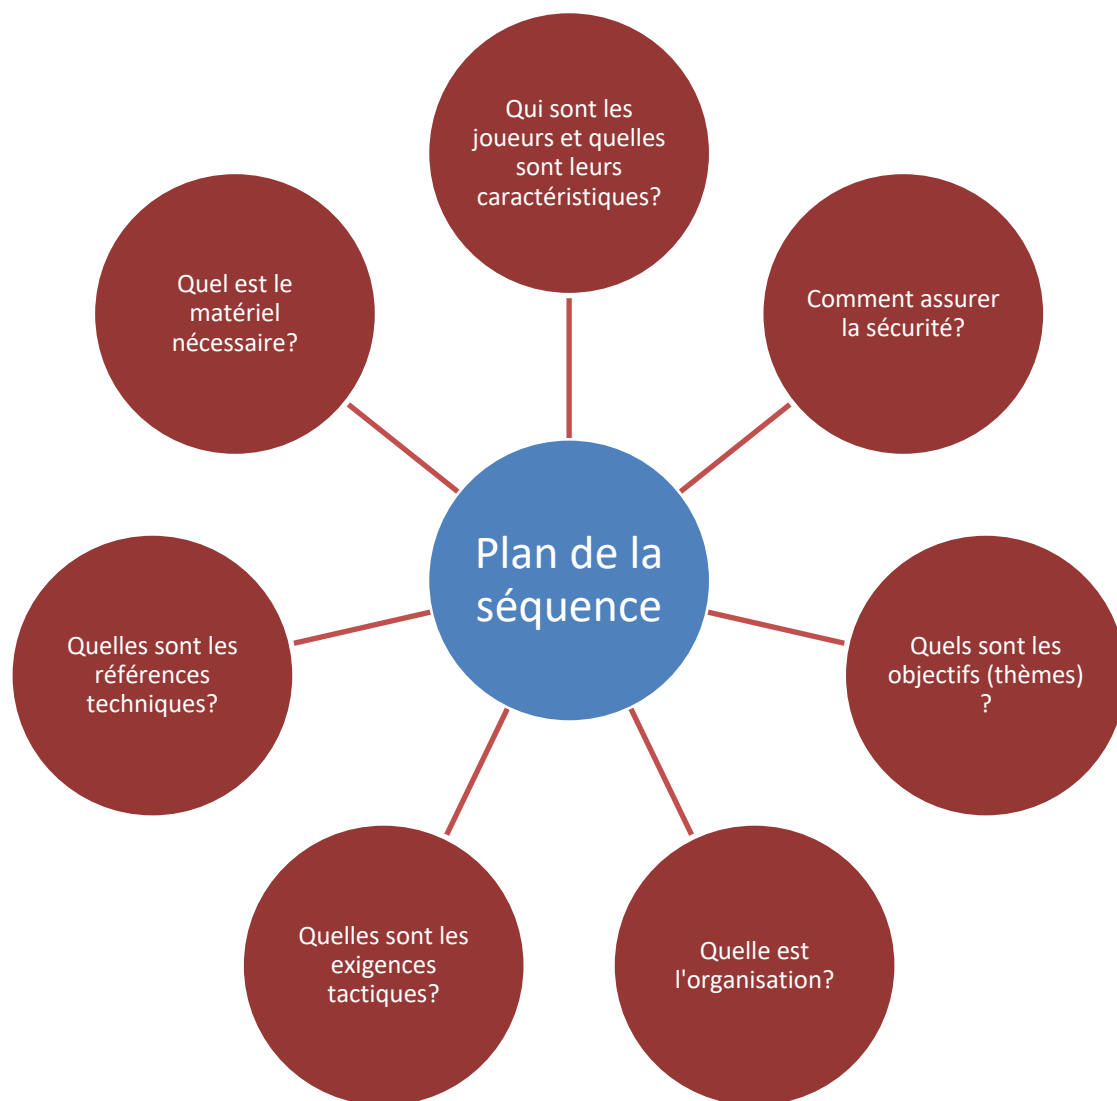 Qui sont les
joueurs et quelles
sont leurs
caractéristiques?
Comment assurer
la sécurité?
Quels sont les
objectifs (thèmes)
?
Quelle est
l'organisation?
Quelles sont les
exigences
tactiques?
Quelles sont les
références
techniques?
Quel est le
matériel
nécessaire?
Plan de la
séquence